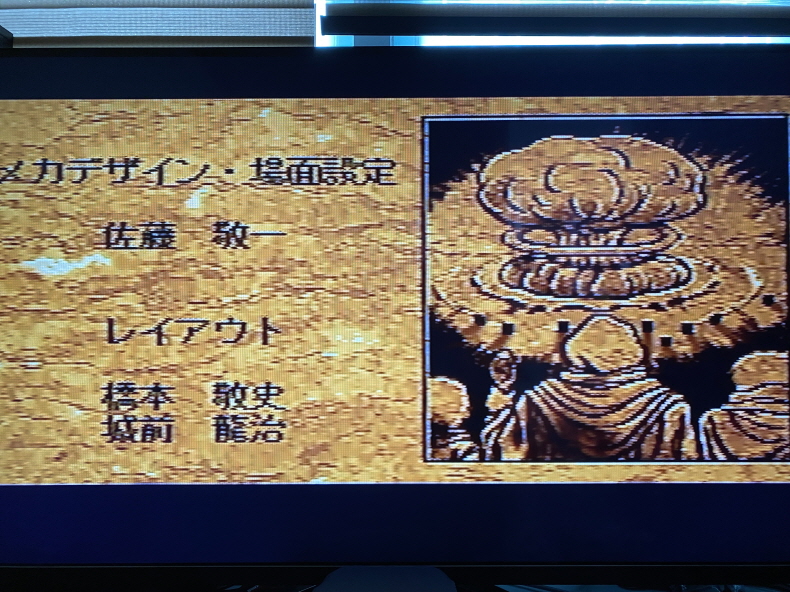 メカデザイン・場面設定
佐藤 敬一
レイアウト
橋本 敬史
城前 龍治